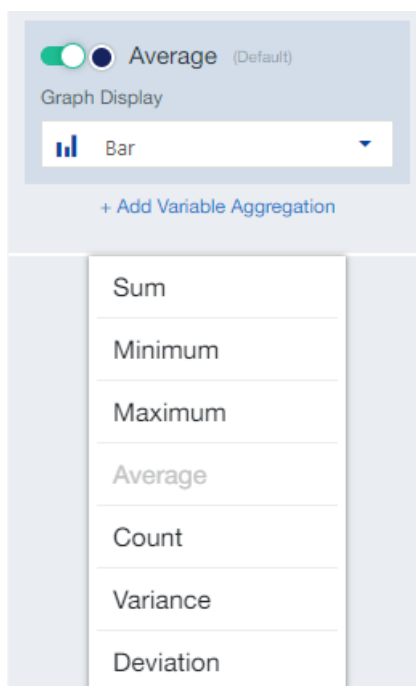 Average (Default)
Graph Display
Bar
+ Add Variable Aggregation
Sum
Minimum
Maximum
Average
Count
Variance
Deviation